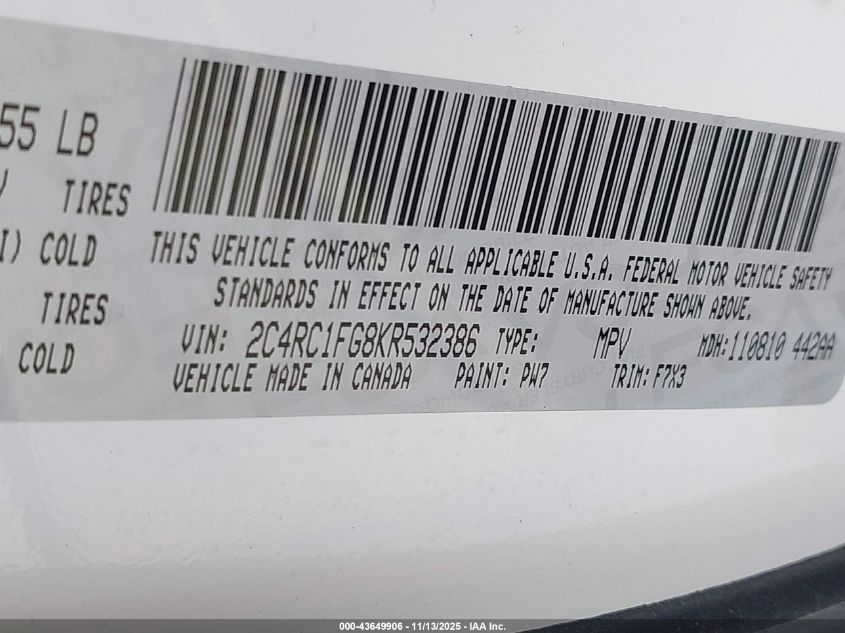 55 LB
TIRES
I) COLD
TIRES
COLD
THIS VEHICLE CONFORMS TO ALL APPLICABLE U.S.A. FEDERAL MOTOR VEHICLE SAFETY
STANDARDS IN EFFECT ON THE DATE OF MANUFACTURE SHOWN ABOVE.
VIN: 2C4RC1FG8KR532386 TYPE: MPV MDH:110810 442AA
VEHICLE MADE IN CANADA PAINT: PW7 TRIM: F7X3
000-43649906 - 11/13/2025 - IAA Inc.